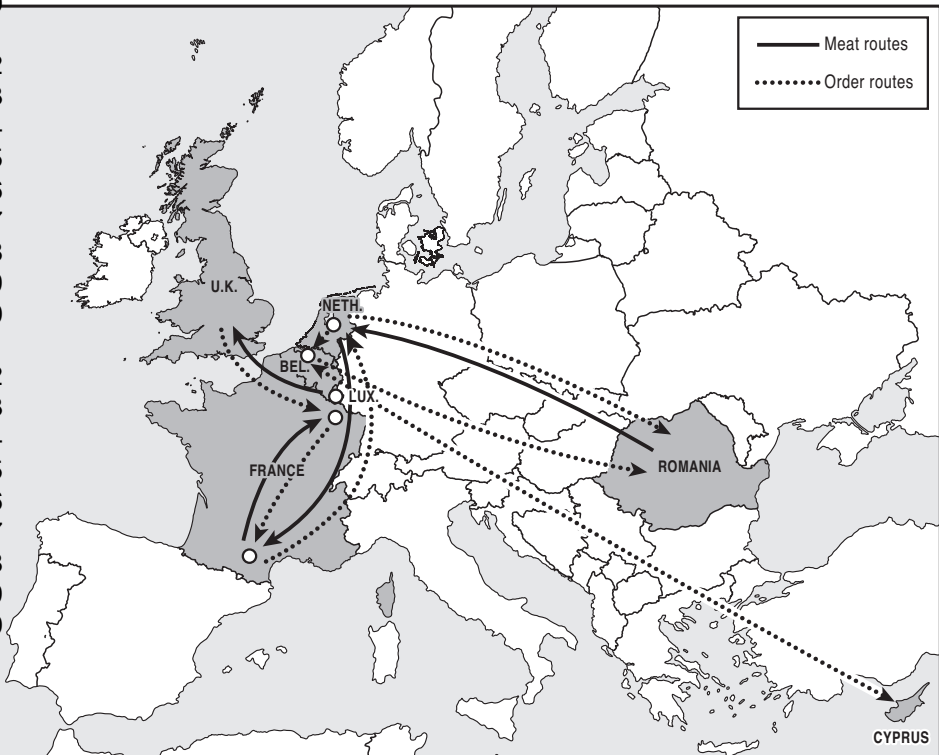 Meat routes
Order routes
U.K.
NETH.
BEL.
LUX.
FRANCE
ROMANIA
CYPRUS